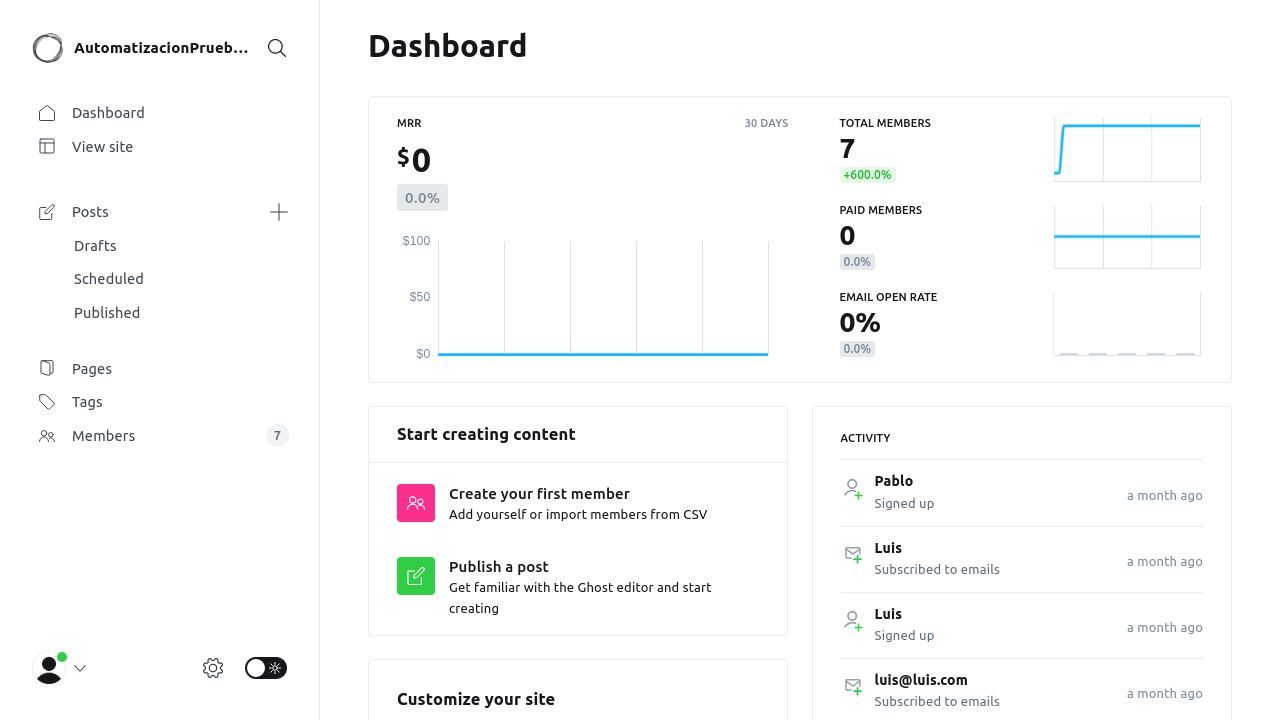 AutomatizacionPrueb...
Dashboard
View site
Posts
Drafts
Scheduled
Published
Pages
Tags
Members
7
Dashboard
MRR
30 DAYS
$0
0.0%
$100
$50
$0
TOTAL MEMBERS
7
+600.0%
PAID MEMBERS
0
0.0%
EMAIL OPEN RATE
0%
0.0%
Start creating content
Create your first member
Add yourself or import members from CSV
Publish a post
Get familiar with the Ghost editor and start
creating
Customize your site
ACTIVITY
Pablo
Signed up
a month ago
Luis
Subscribed to emails
a month ago
Luis
Signed up
a month ago
luis@luis.com
Subscribed to emails
a month ago